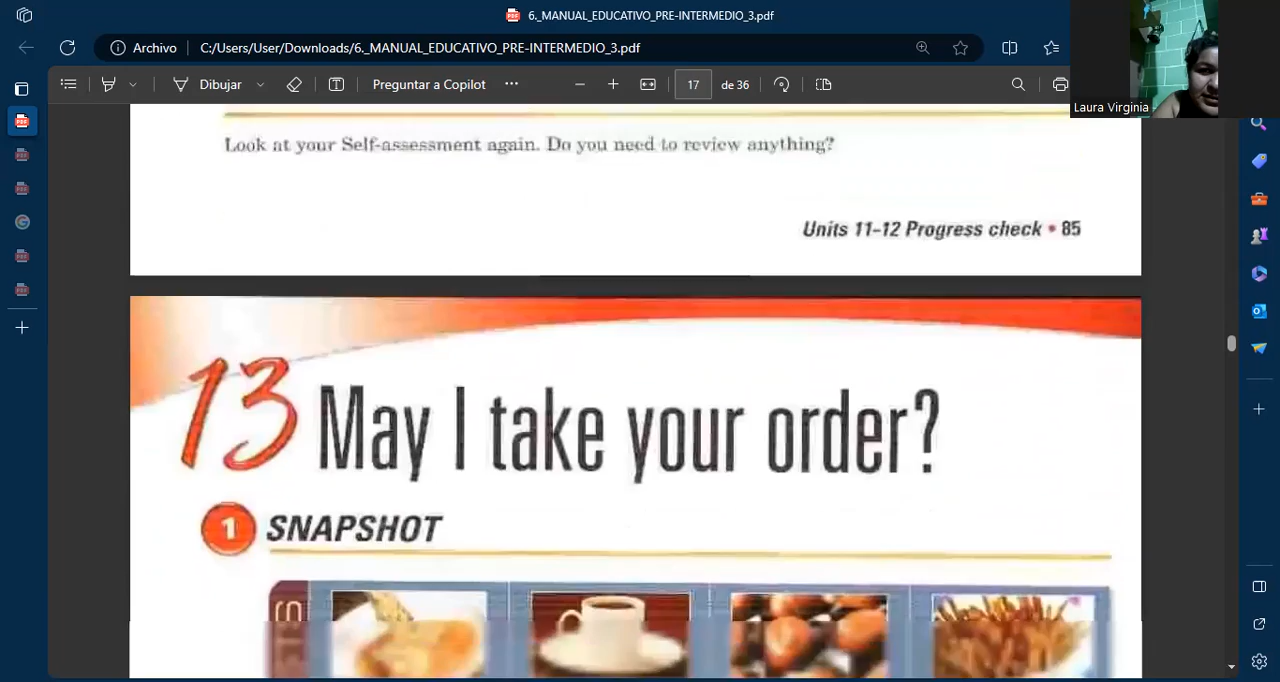 6._MANUAL_EDUCATIVO_PRE-INTERMEDIO_3.pdf
Archivo C:/Users/User/Downloads/6._MANUAL_EDUCATIVO_PRE-INTERMEDIO_3.pdf
Dibujar Preguntar a Copilot 17 de 36
Laura Virginia
Look at your Self-assessment again. Do you need to review anything?
Units 11-12 Progress check • 85
13 May I take your order?
1 SNAPSHOT